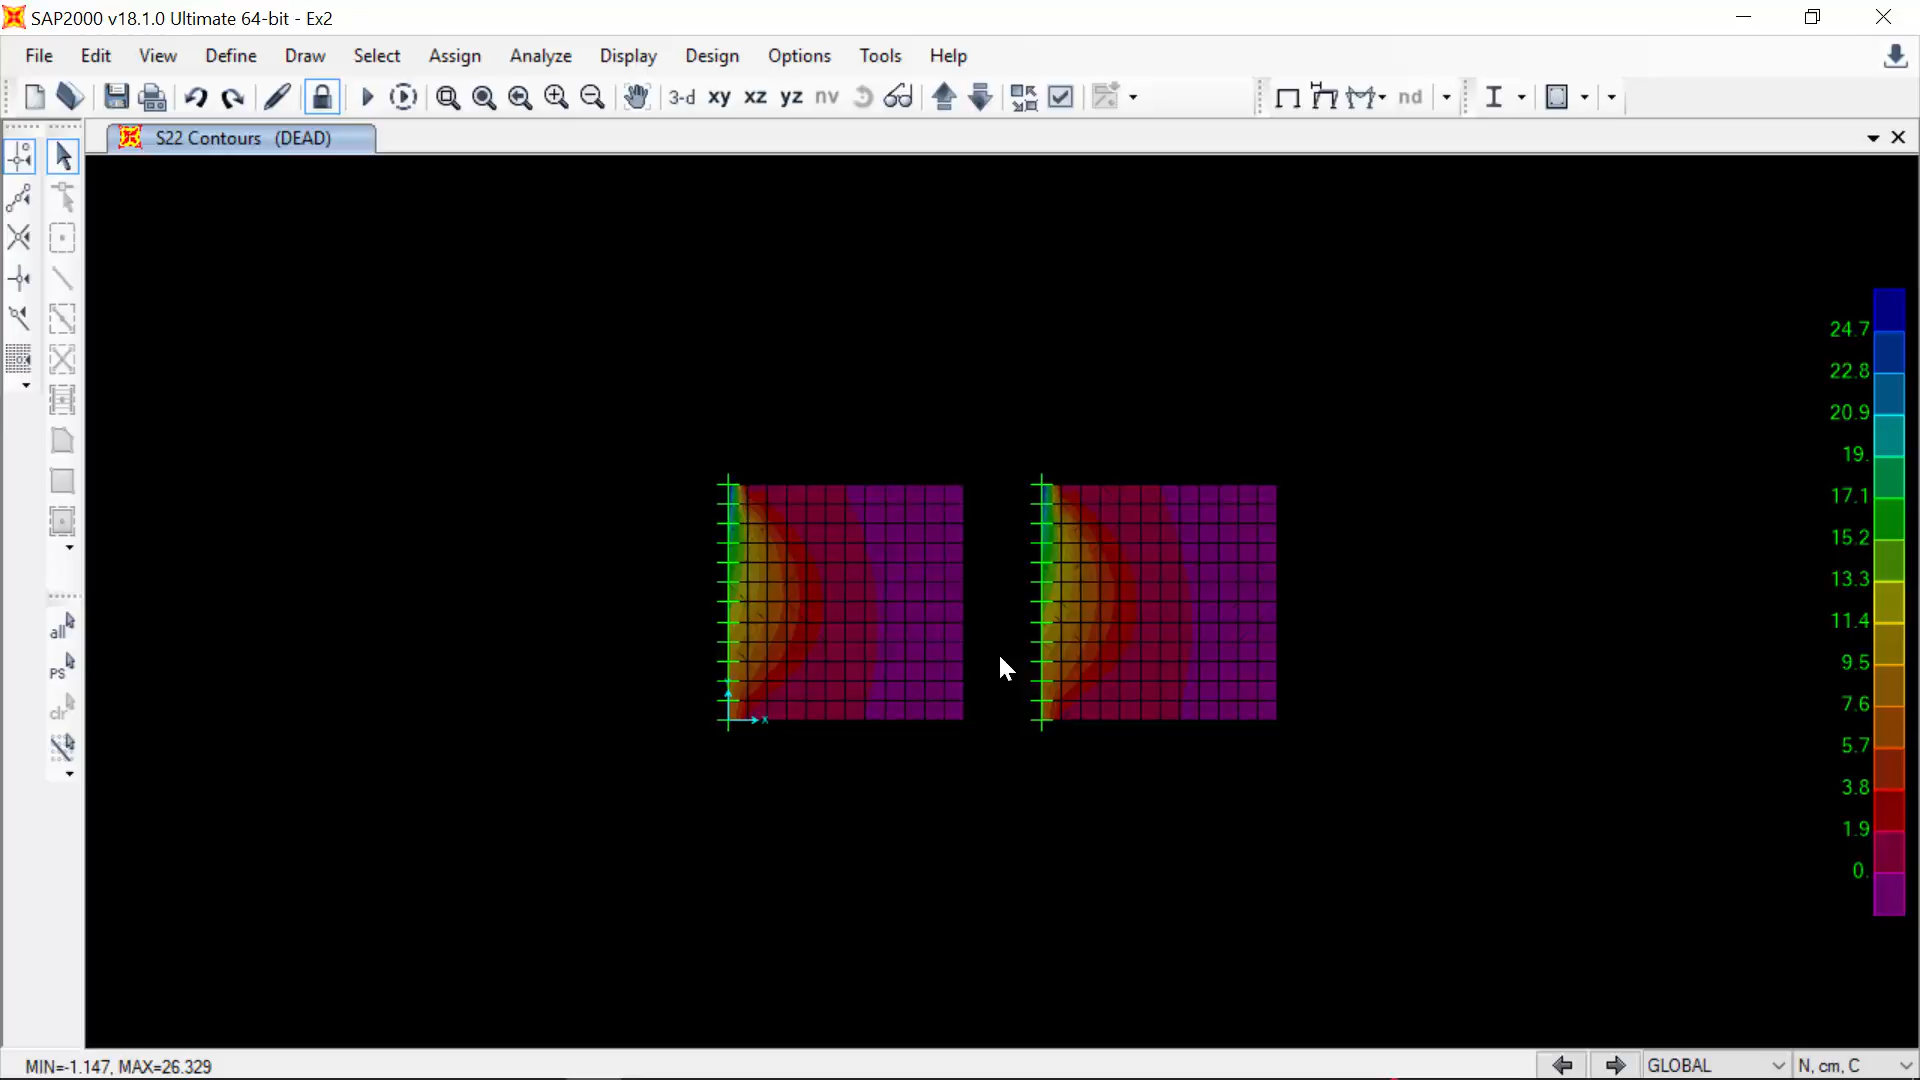 SAP2000 v18.1.0 Ultimate 64-bit - Ex2
File Edit View Define Draw Select Assign Analyze Display Design Options Tools Help
3-d xy xz yz nv nd
S22 Contours (DEAD)
24.7
22.8
20.9
19.
17.1
15.2
13.3
11.4
9.5
7.6
5.7
3.8
1.9
0.
all
PS
clr
X
MIN=-1.147, MAX=26.329
GLOBAL
N, cm, C